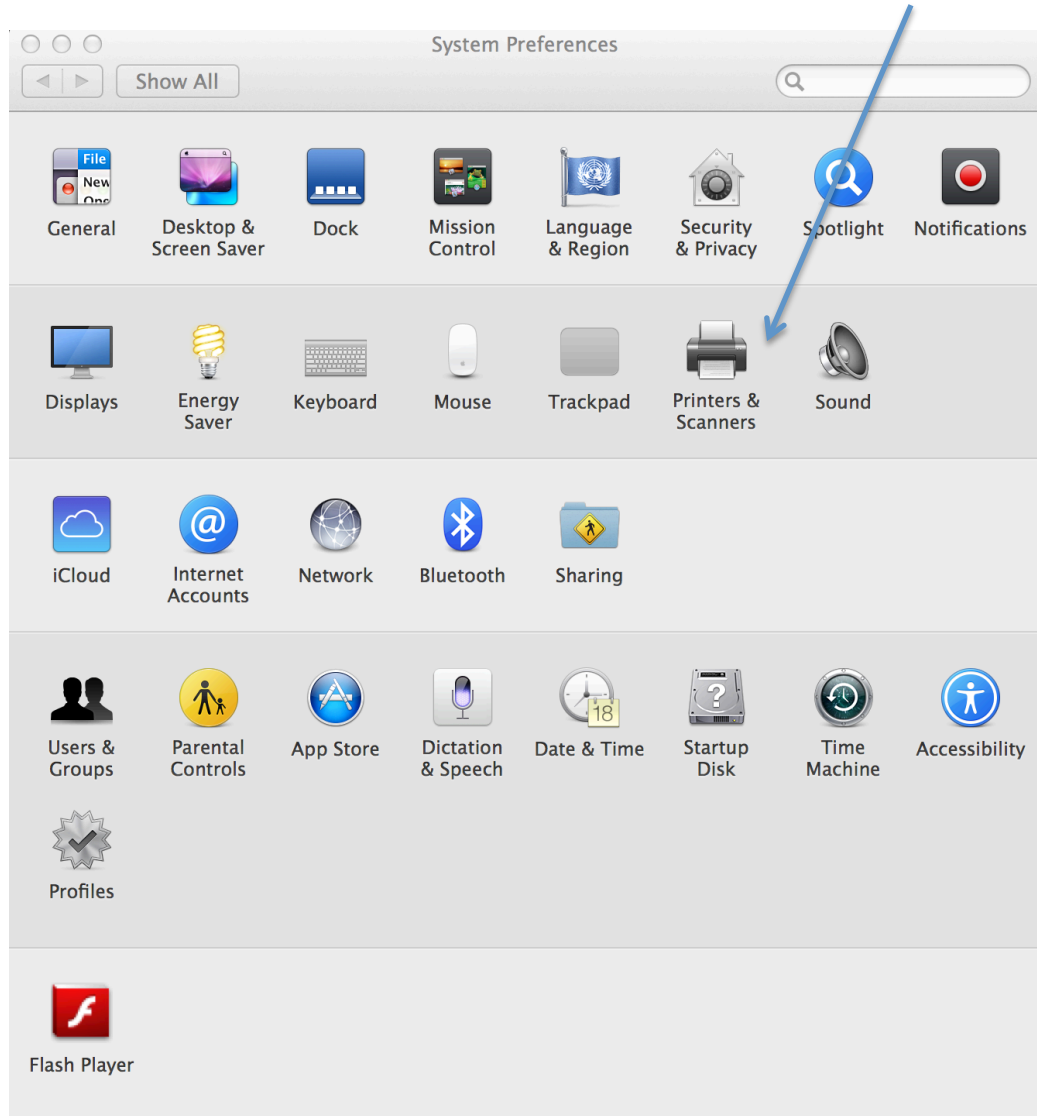 System Preferences
Show All
File
New
One
General
Desktop &
Screen Saver
Dock
Mission
Control
Language
& Region
Security
& Privacy
Spotlight
Notifications
Displays
Energy
Saver
Keyboard
Mouse
Trackpad
Printers &
Scanners
Sound
iCloud
@
Internet
Accounts
Network
Bluetooth
Sharing
Users &
Groups
Parental
Controls
App Store
Dictation
& Speech
18
Date & Time
?
Startup
Disk
Time
Machine
Accessibility
Profiles
Flash Player